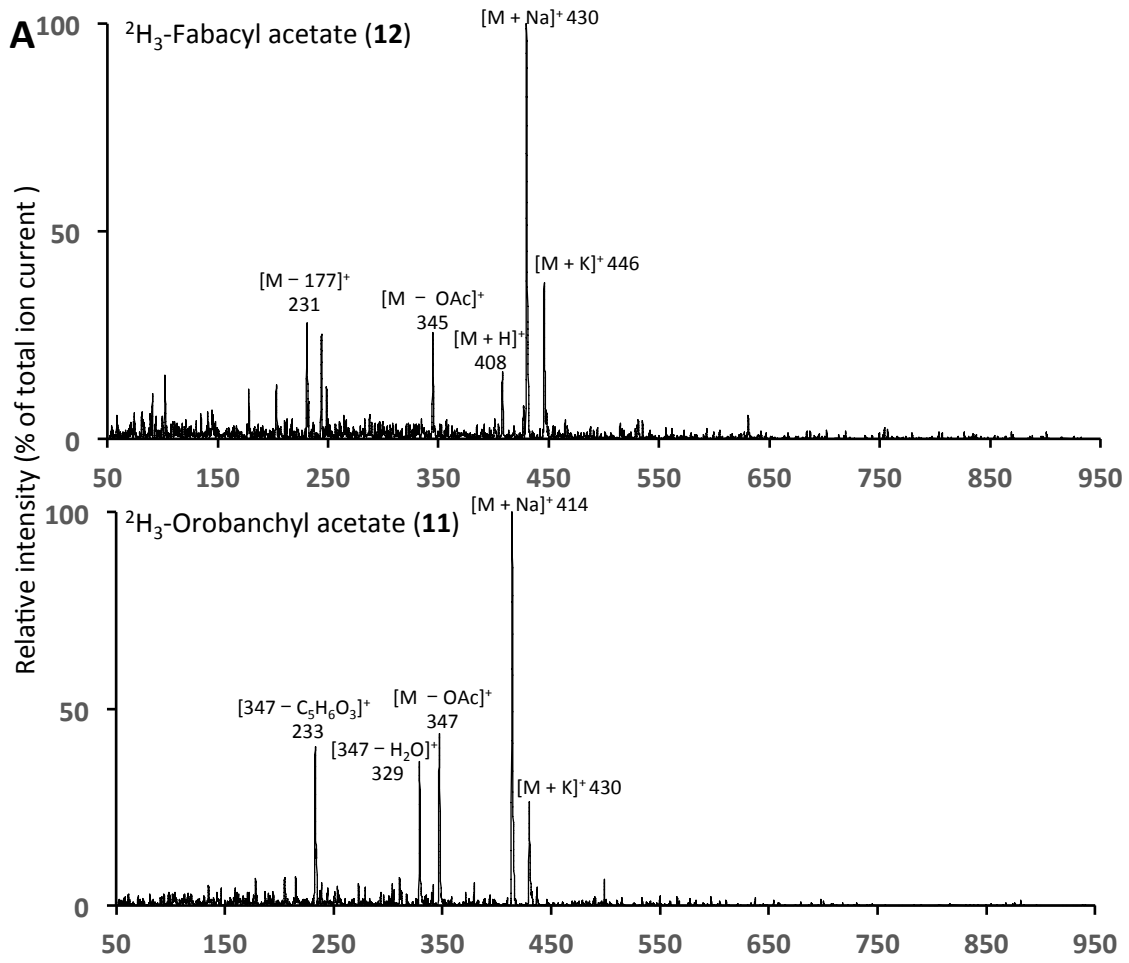 A
²H₃-Fabacyl acetate (12)
[M + Na]⁺ 430
[M + K]⁺ 446
[M − 177]⁺
231
[M − OAc]⁺
345
[M + H]⁺
408
100
50
0
50 150 250 350 450 550 650 750 850 950
Relative intensity (% of total ion current )
²H₃-Orobanchyl acetate (11)
[M + Na]⁺ 414
[M − OAc]⁺
347
[347 − C₅H₆O₃]⁺
233
[347 − H₂O]⁺
329
[M + K]⁺ 430
100
50
0
50 150 250 350 450 550 650 750 850 950